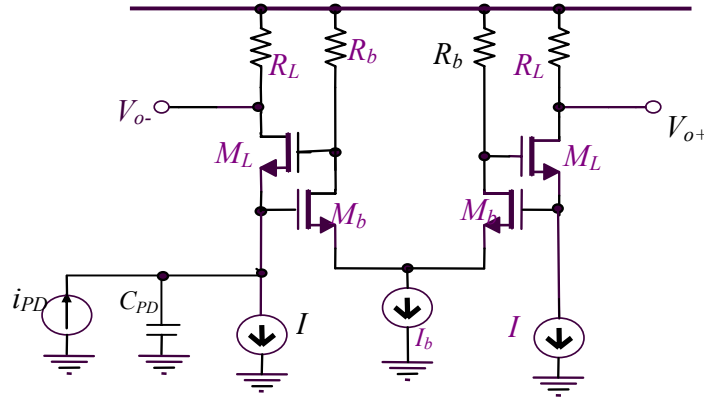 R_L R_b R_b R_L
V_o- V_o+
M_L M_L
M_b M_b
i_PD C_PD I I_b I